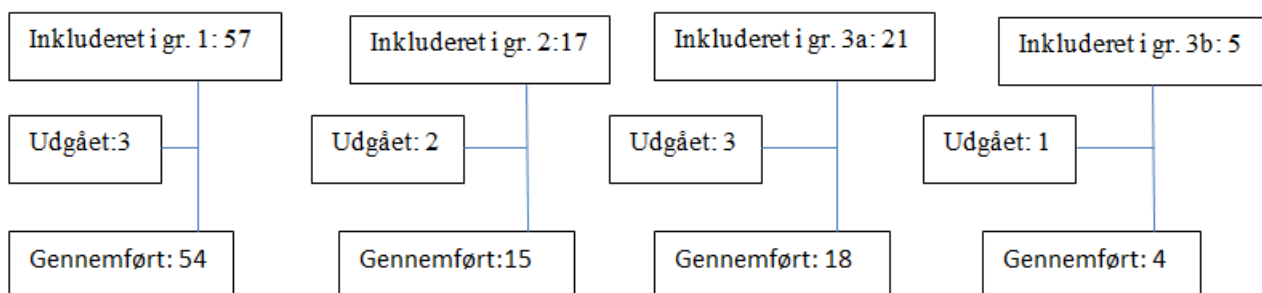 Inkluderet i gr. 1: 57
Inkluderet i gr. 2:17
Inkluderet i gr. 3a: 21
Inkluderet i gr. 3b: 5
Udgået:3
Udgået: 2
Udgået: 3
Udgået: 1
Gennemført: 54
Gennemført:15
Gennemført: 18
Gennemført: 4